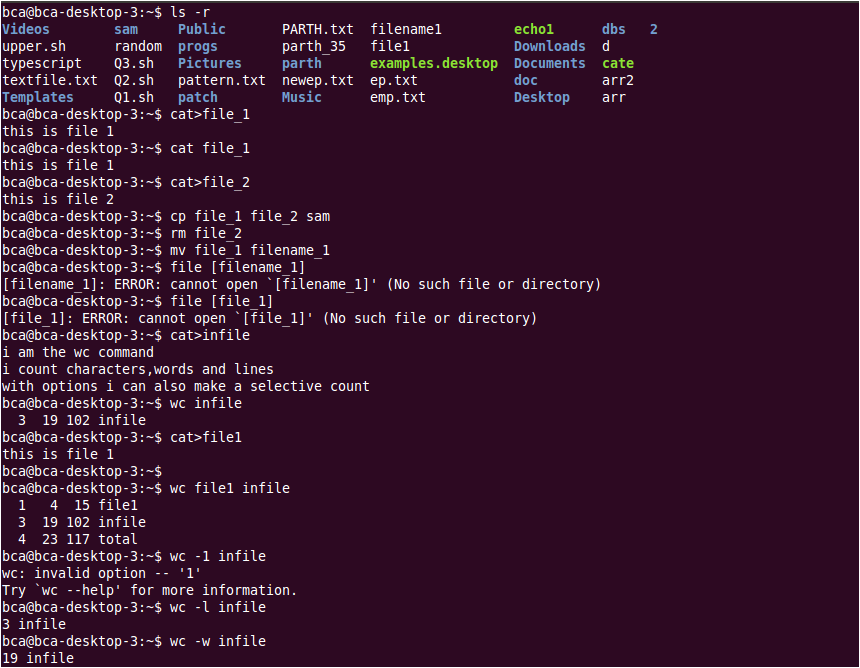 bca@bca-desktop-3:~$ ls -r
Videos        sam     Public       PARTH.txt  filename1         echo1      dbs   2
upper.sh      random  progs        parth_35   file1             Downloads  d
typescript    Q3.sh   Pictures     parth      examples.desktop  Documents  cate
textfile.txt  Q2.sh   pattern.txt  newep.txt  ep.txt            doc        arr2
Templates     Q1.sh   patch        Music      emp.txt           Desktop    arr
bca@bca-desktop-3:~$ cat>file_1
this is file 1
bca@bca-desktop-3:~$ cat file_1
this is file 1
bca@bca-desktop-3:~$ cat>file_2
this is file 2
bca@bca-desktop-3:~$ cp file_1 file_2 sam
bca@bca-desktop-3:~$ rm file_2
bca@bca-desktop-3:~$ mv file_1 filename_1
bca@bca-desktop-3:~$ file [filename_1]
[filename_1]: ERROR: cannot open `[filename_1]' (No such file or directory)
bca@bca-desktop-3:~$ file [file_1]
[file_1]: ERROR: cannot open `[file_1]' (No such file or directory)
bca@bca-desktop-3:~$ cat>infile
i am the wc command
i count characters,words and lines
with options i can also make a selective count
bca@bca-desktop-3:~$ wc infile
  3  19 102 infile
bca@bca-desktop-3:~$ cat>file1
this is file 1
bca@bca-desktop-3:~$
bca@bca-desktop-3:~$ wc file1 infile
  1   4  15 file1
  3  19 102 infile
  4  23 117 total
bca@bca-desktop-3:~$ wc -1 infile
wc: invalid option -- '1'
Try `wc --help' for more information.
bca@bca-desktop-3:~$ wc -l infile
3 infile
bca@bca-desktop-3:~$ wc -w infile
19 infile